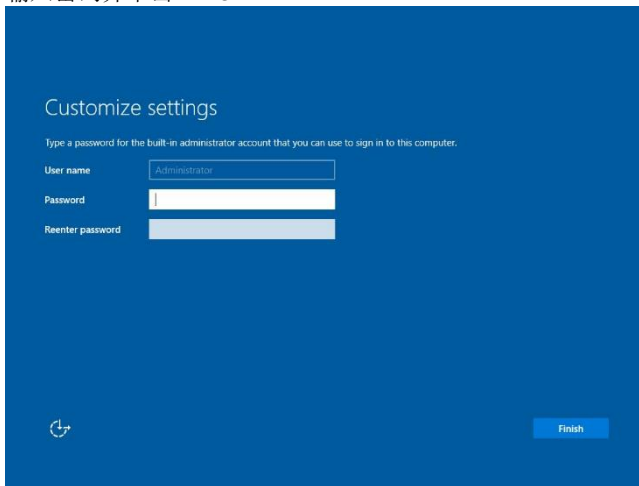 Customize settings
Type a password for the built-in administrator account that you can use to sign in to this computer.
User name
Administrator
Password
Reenter password
Finish